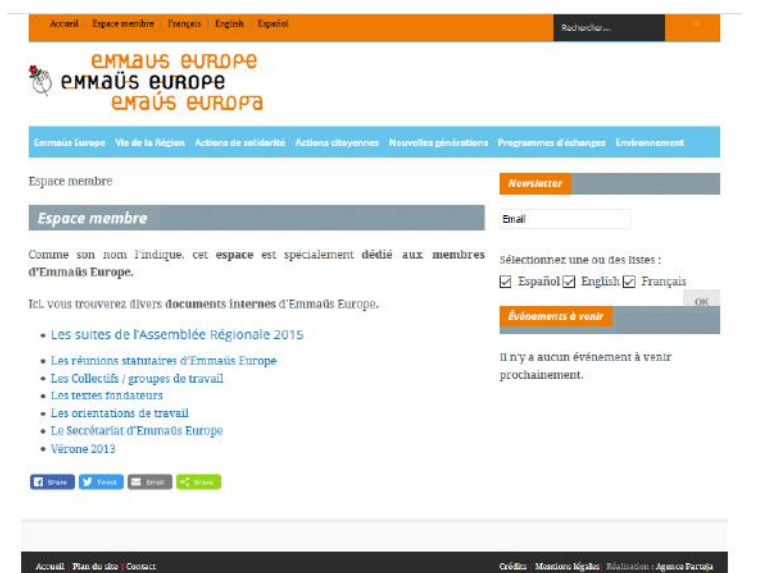 Accueil | Espace membre | Français | English | Español
Rechercher...
emmaus europe
emmaüs europe
emaús europa
Emmaüs Europe Vie de la Région Actions de solidarité Actions citoyennes Nouvelles générations Programmes d'échanges Environnement
Espace membre
Espace membre
Comme son nom l'indique, cet espace est spécialement dédié aux membres
d'Emmaüs Europe.
Ici, vous trouverez divers documents internes d'Emmaüs Europe.
• Les suites de l'Assemblée Régionale 2015
• Les réunions statutaires d'Emmaüs Europe
• Les Collectifs / groupes de travail
• Les textes fondateurs
• Les orientations de travail
• Le Secrétariat d'Emmaüs Europe
• Vérone 2013
Share Tweet Email Share
Newsletter
Email
Sélectionnez une ou des listes :
Español English Français
OK
Événements à venir
Il n'y a aucun événement à venir
prochainement.
Accueil | Plan du site | Contact
Crédits | Mentions légales | Réalisation : Agence Partaja